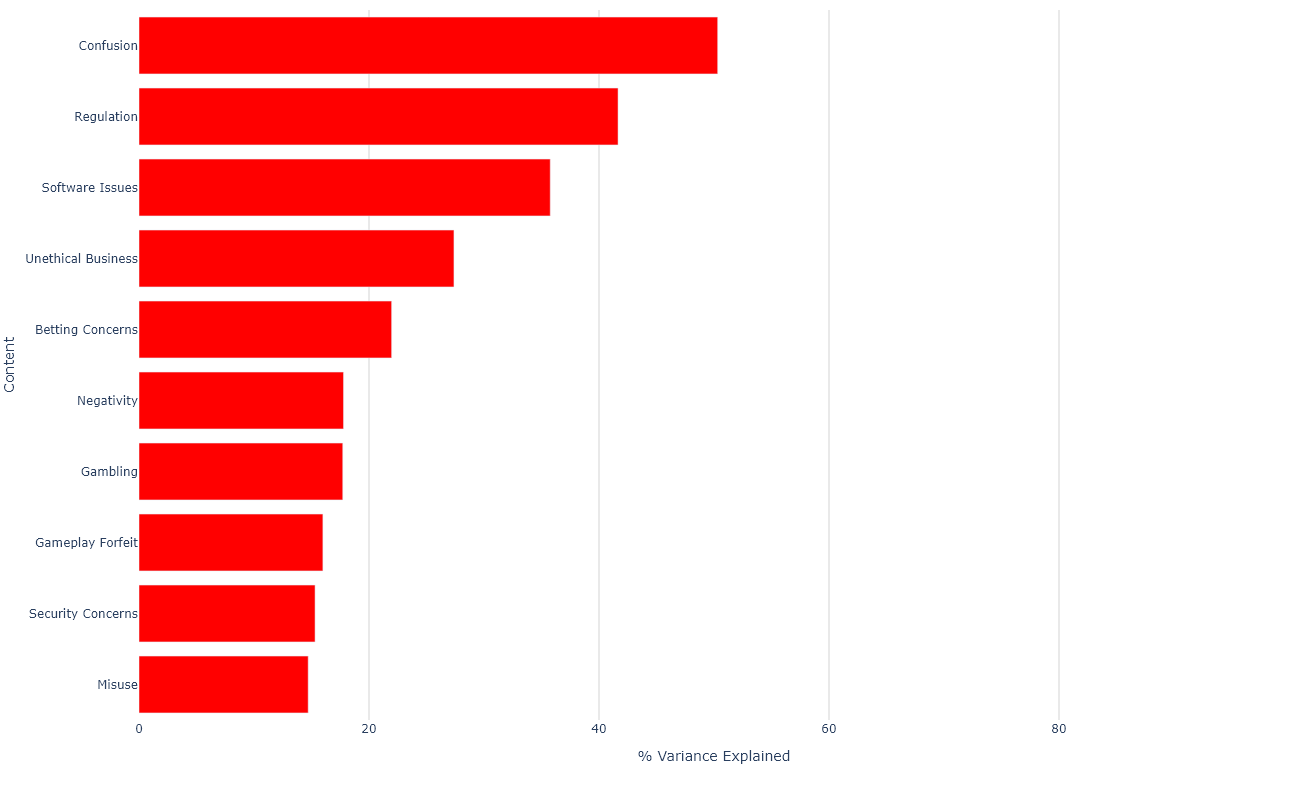 Confusion
Regulation
Software Issues
Unethical Business
Betting Concerns
Negativity
Gambling
Gameplay Forfeit
Security Concerns
Misuse
Content
0 20 40 60 80
% Variance Explained